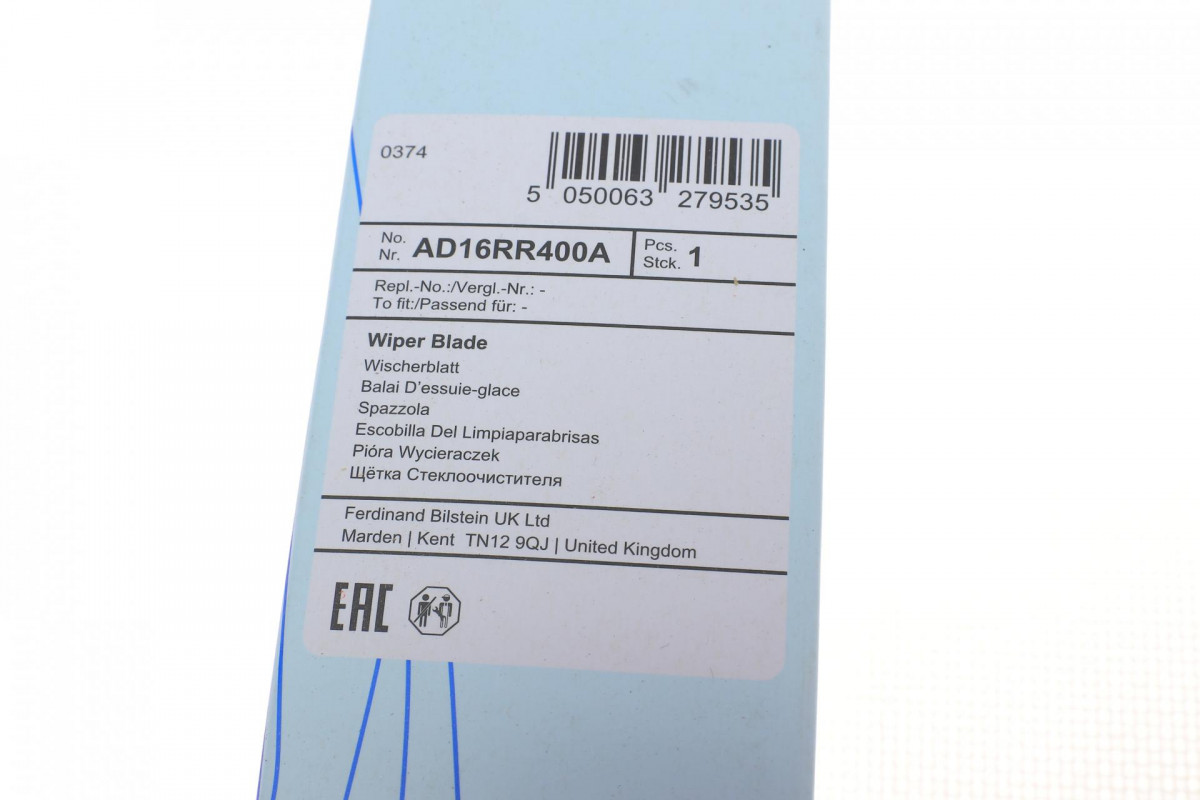 0374
5 050063 279535
No.
Nr. AD16RR400A
Pcs.
Stck. 1
Repl.-No.:/Vergl.-Nr.: -
To fit:/Passend für: -
Wiper Blade
Wischerblatt
Balai D'essuie-glace
Spazzola
Escobilla Del Limpiaparabrisas
Pióra Wycieraczek
Щётка Стеклоочистителя
Ferdinand Bilstein UK Ltd
Marden | Kent TN12 9QJ | United Kingdom
EAC